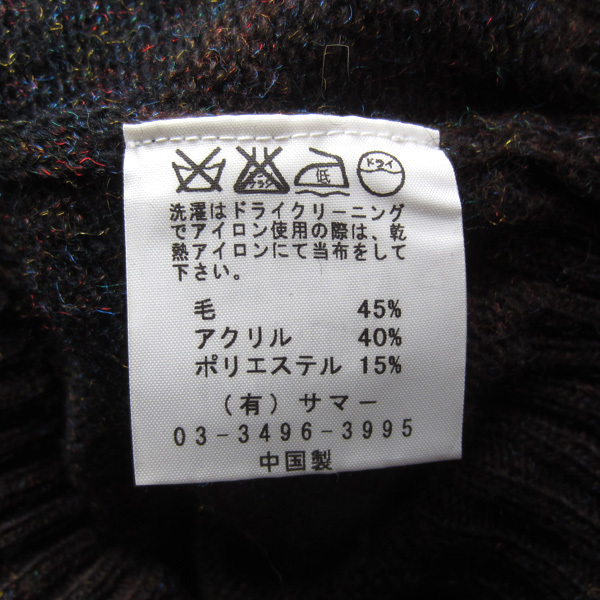 低 ドライ
洗濯はドライクリーニング
でアイロン使用の際は、乾
熱アイロンにて当布をして
下さい。
毛 45%
アクリル 40%
ポリエステル 15%
(有)サマー
03-3496-3995
中国製